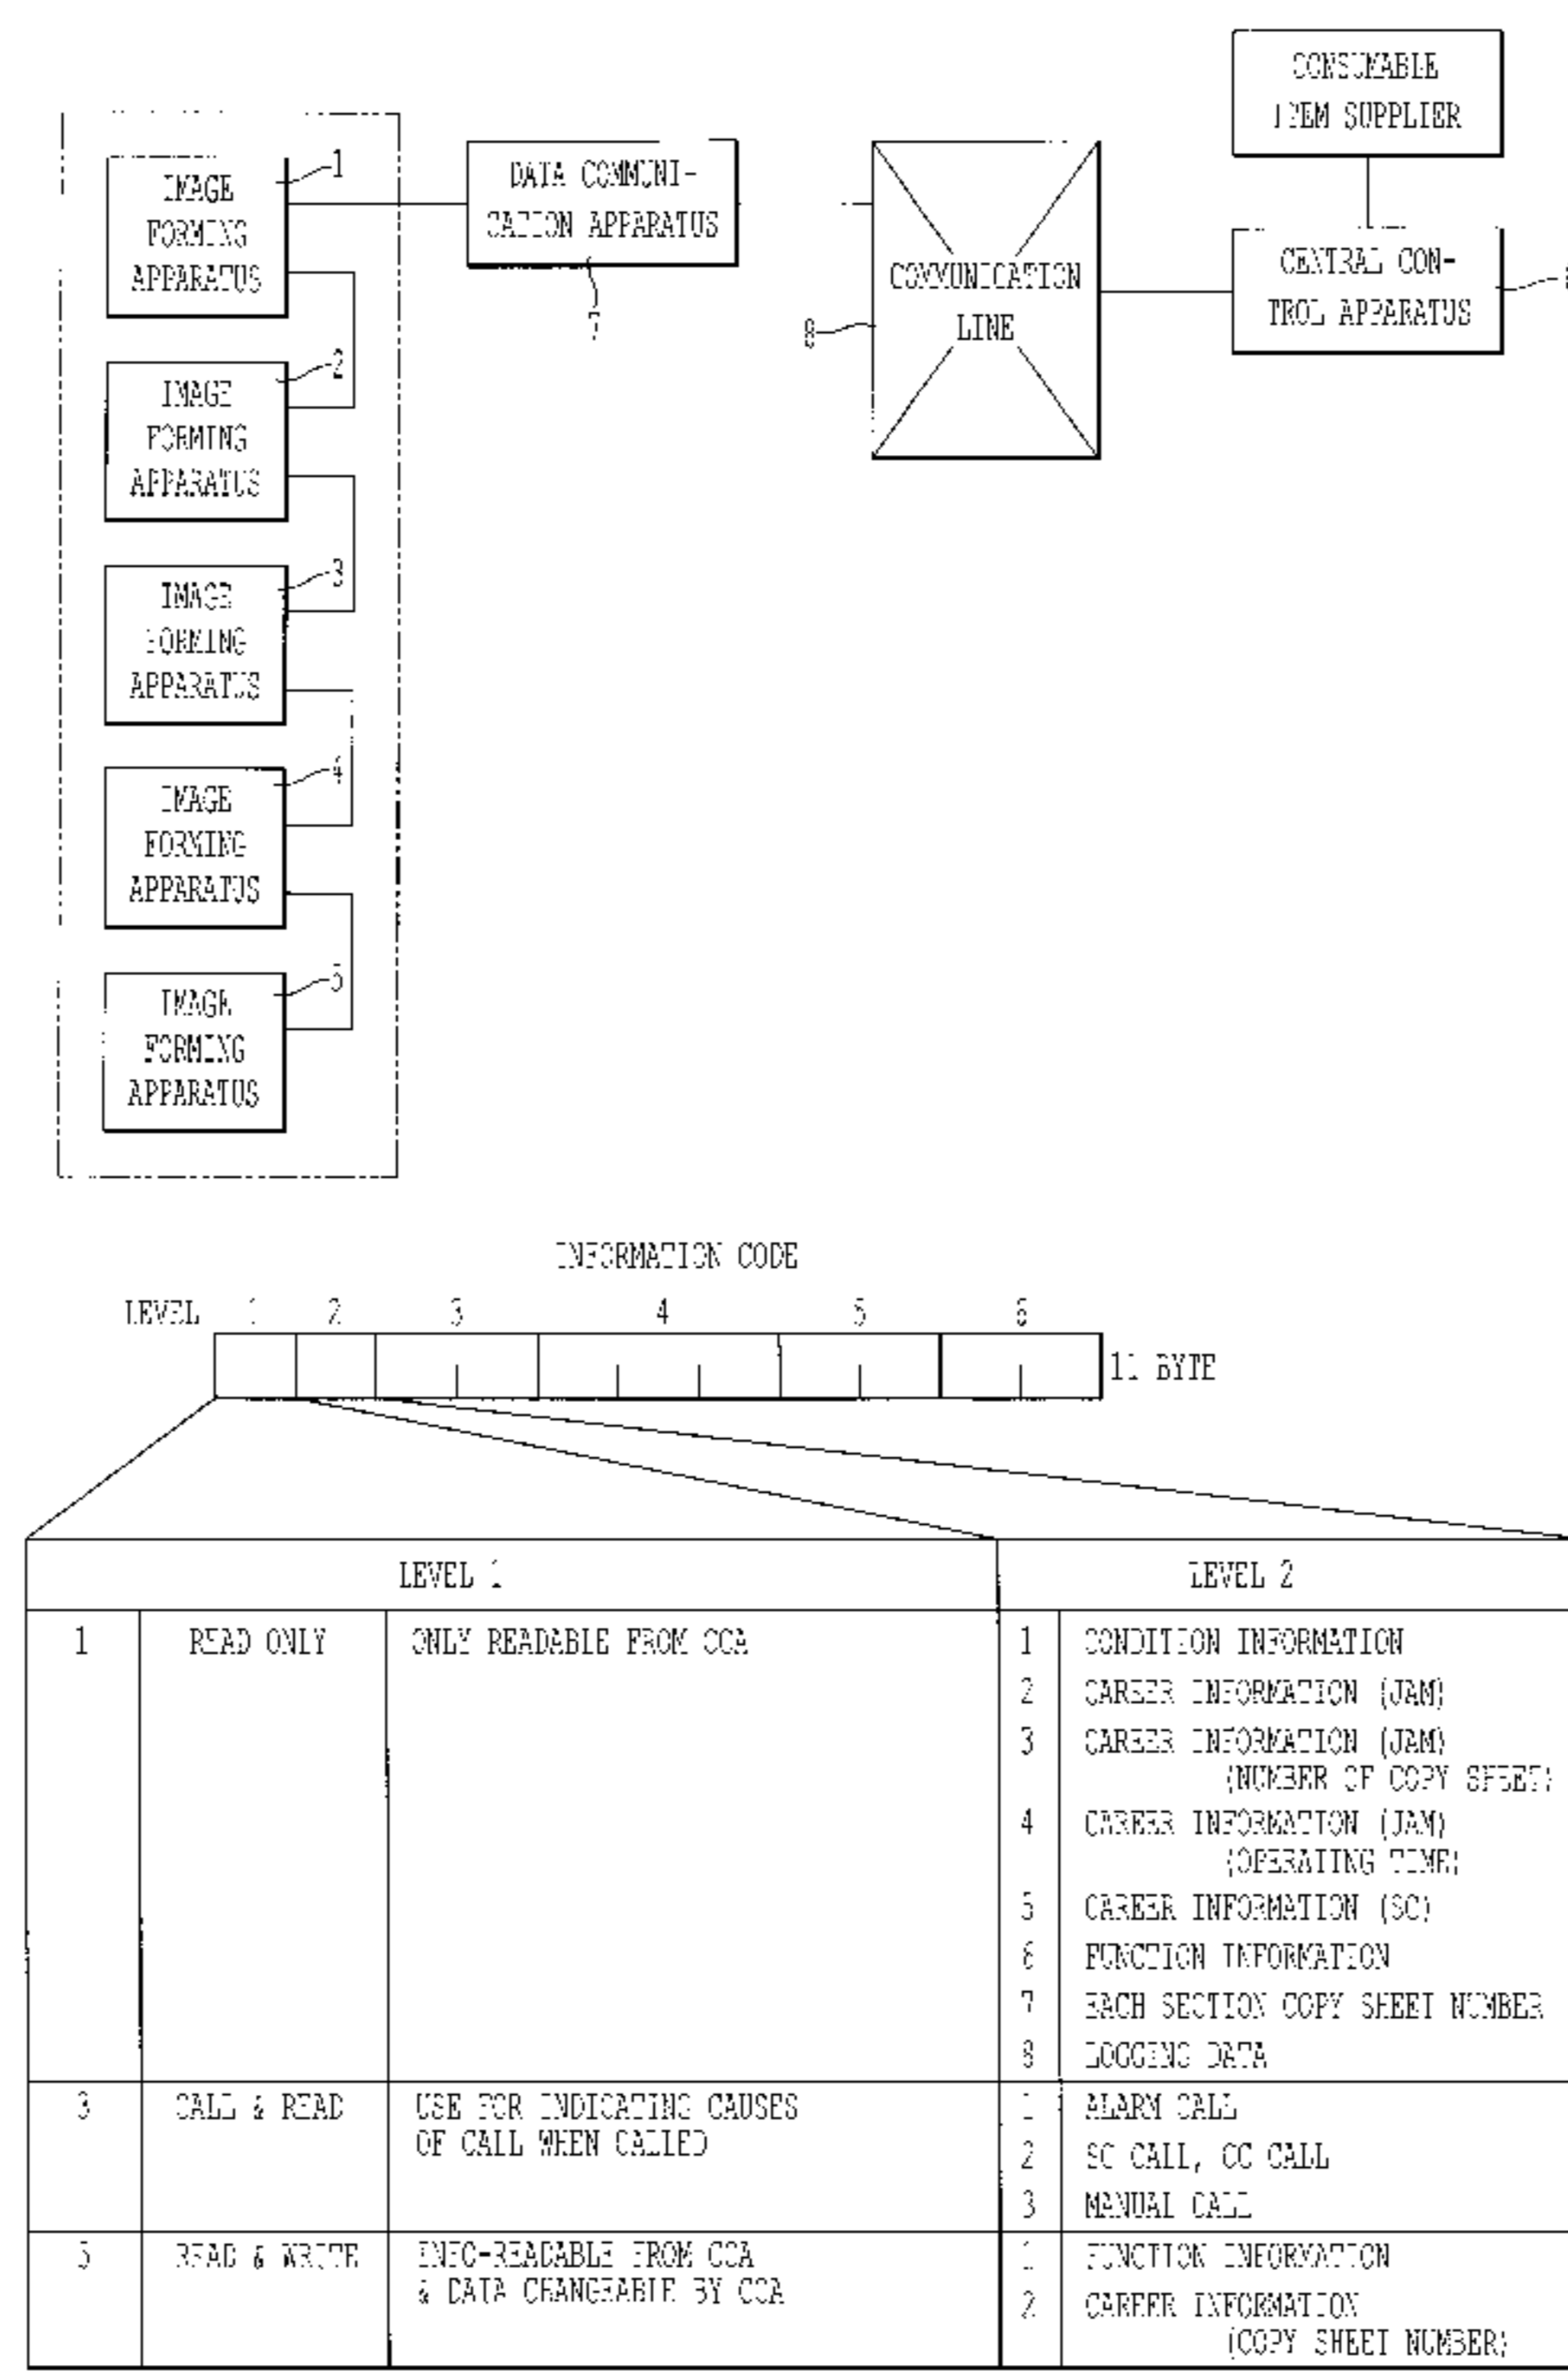 CONSUMABLE
ITEM SUPPLIER
IMAGE
FORMING
APPARATUS
1
DATA COMMUNI-
CATION APPARATUS
7
COMMUNICATION
LINE
8
CENTRAL CON-
TROL APPARATUS
IMAGE
FORMING
APPARATUS
2
IMAGE
FORMING
APPARATUS
3
IMAGE
FORMING
APPARATUS
4
IMAGE
FORMING
APPARATUS
5
INFORMATION CODE
LEVEL 1 2 3 4 5 6
11 BYTE
LEVEL 1
LEVEL 2
1 READ ONLY ONLY READABLE FROM CCA
1 CONDITION INFORMATION
2 CAREER INFORMATION (JAM)
3 CAREER INFORMATION (JAM)
(NUMBER OF COPY SHEET)
4 CAREER INFORMATION (JAM)
(OPERATING TIME)
5 CAREER INFORMATION (SC)
6 FUNCTION INFORMATION
7 EACH SECTION COPY SHEET NUMBER
8 LOGGING DATA
3 CALL & READ USE FOR INDICATING CAUSES
OF CALL WHEN CALLED
1 ALARM CALL
2 SC CALL, CC CALL
3 MANUAL CALL
5 READ & WRITE INFO-READABLE FROM CCA
& DATA CHANGEABLE BY CCA
1 FUNCTION INFORMATION
2 CAREER INFORMATION
(COPY SHEET NUMBER)